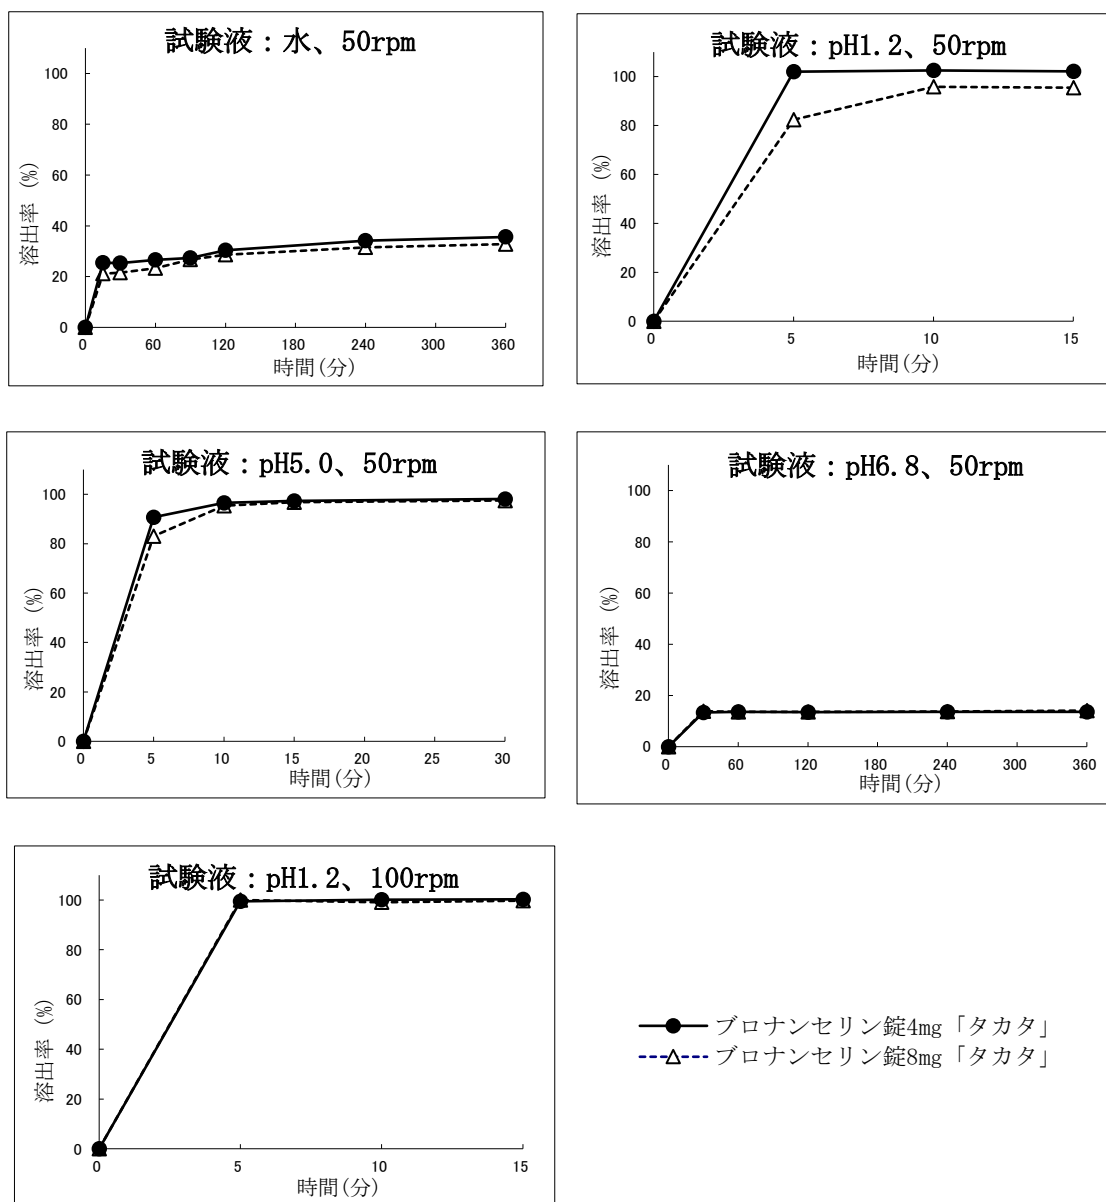 試験液：水、50rpm
溶出率 (%)
100
80
60
40
20
0
0 60 120 180 240 300 360
時間(分)
試験液：pH1.2、50rpm
溶出率 (%)
100
80
60
40
20
0
0 5 10 15
時間(分)
試験液：pH5.0、50rpm
溶出率 (%)
100
80
60
40
20
0
0 5 10 15 20 25 30
時間(分)
試験液：pH6.8、50rpm
溶出率 (%)
100
80
60
40
20
0
0 60 120 180 240 300 360
時間(分)
試験液：pH1.2、100rpm
溶出率 (%)
100
80
60
40
20
0
0 5 10 15
時間(分)
ブロナンセリン錠4mg「タカタ」
ブロナンセリン錠8mg「タカタ」